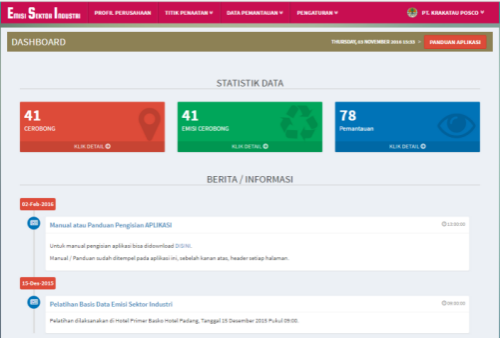 EMISI SEKTOR INDUSTRI PROFIL PERUSAHAAN TITIK PENAATAN DATA PEMANTAUAN PENGATURAN PT. KRAKATAU POSCO
DASHBOARD THURSDAY, 03 NOVEMBER 2016 PANDUAN APLIKASI
STATISTIK DATA
41 41 78
CEROBONG EMISI CEROBONG Pemantauan
KLIK DETAIL KLIK DETAIL KLIK DETAIL
BERITA / INFORMASI
02-Feb-2016
Manual atau Panduan Pengisian APLIKASI 13:00:00
Untuk manual pengisian aplikasi bisa didownload DISINI.
Manual / Panduan sudah ditempel pada aplikasi ini, sebelah kanan atas, header setiap halaman.
15-Dec-2015
Pelatihan Basis Data Emisi Sektor Industri 09:00:00
Pelatihan dilaksanakan di Hotel Primer Basko Hotel Padang, Tanggal 15 Desember 2015 Pukul 09:00.